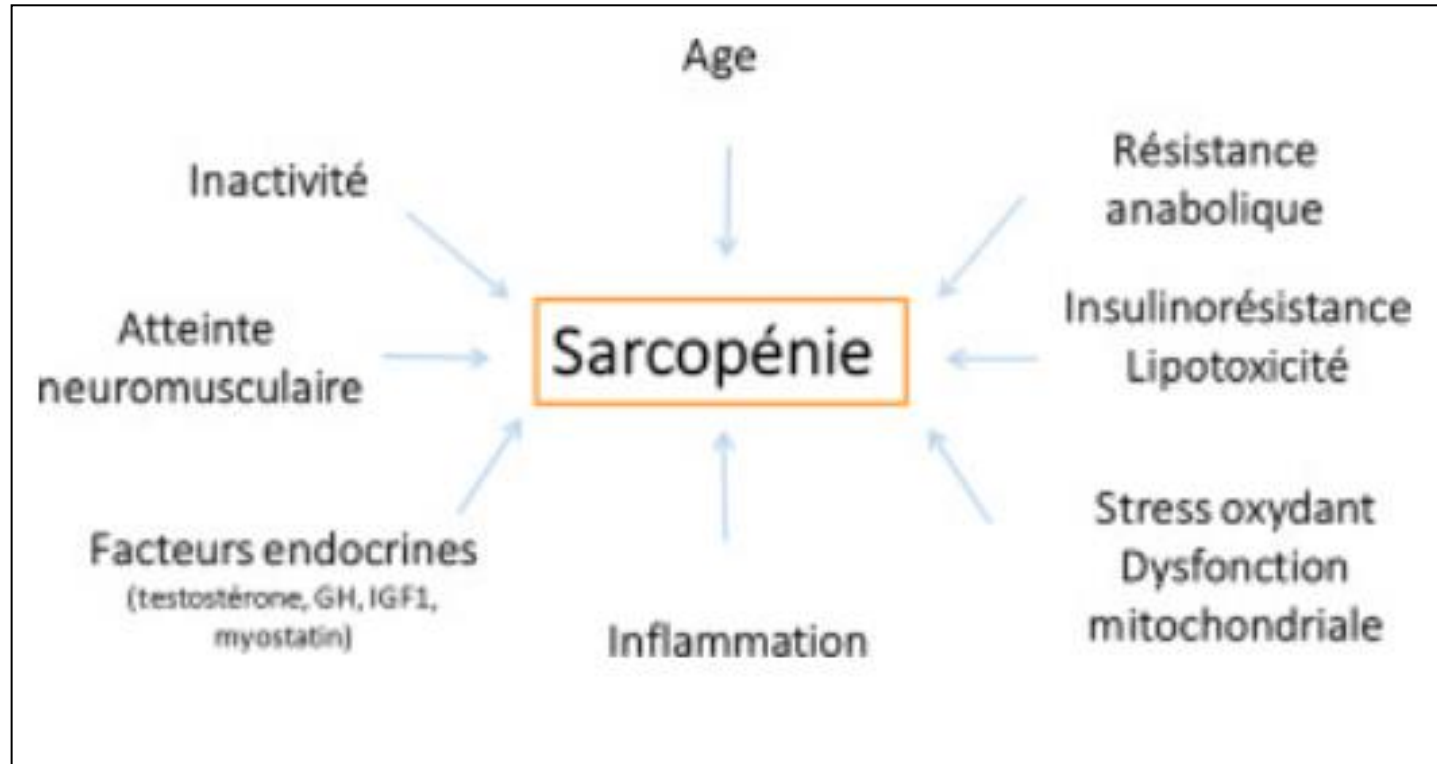 Age
Inactivité
Résistance
anabolique
Atteinte
neuromusculaire
Sarcopénie
Insulinorésistance
Lipotoxicité
Facteurs endocrines
(testostérone, GH, IGF1,
myostatin)
Inflammation
Stress oxydant
Dysfonction
mitochondriale